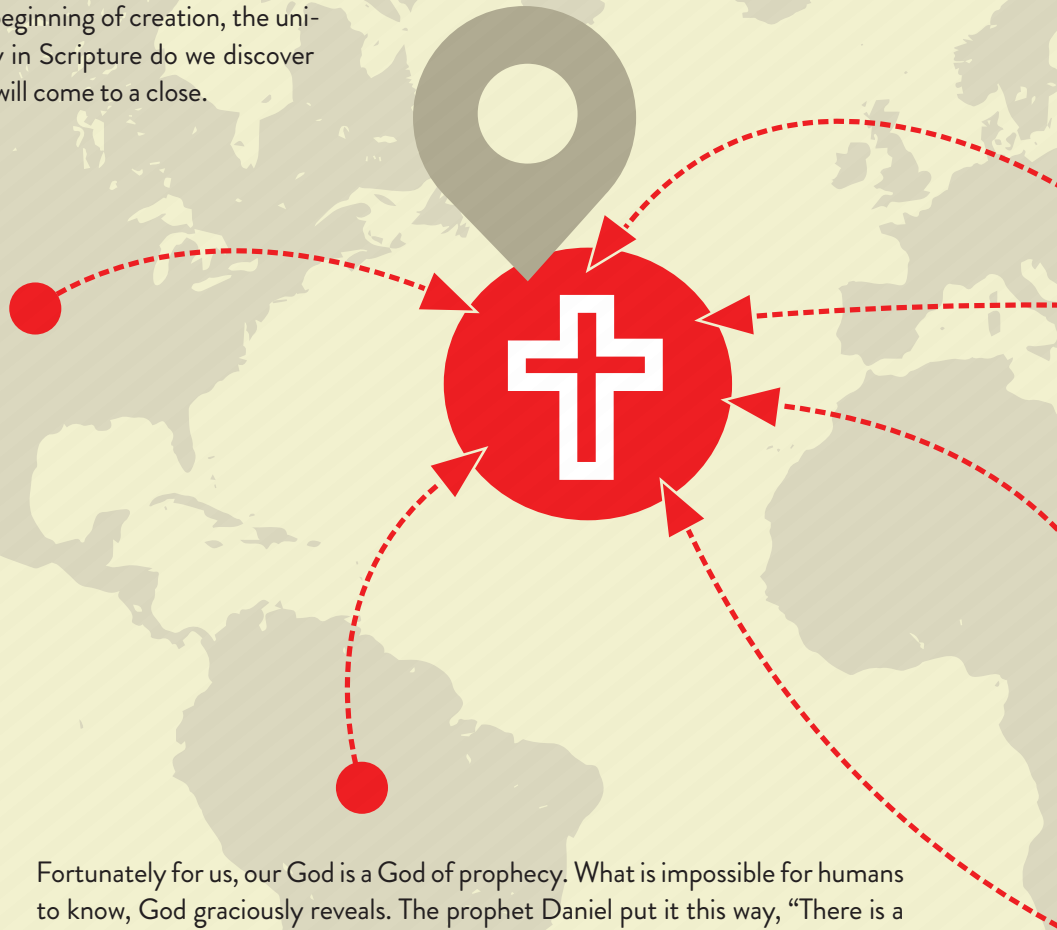 beginning of creation, the uni-
in Scripture do we discover
will come to a close.
Fortunately for us, our God is a God of prophecy. What is impossible for humans
to know, God graciously reveals. The prophet Daniel put it this way, “There is a